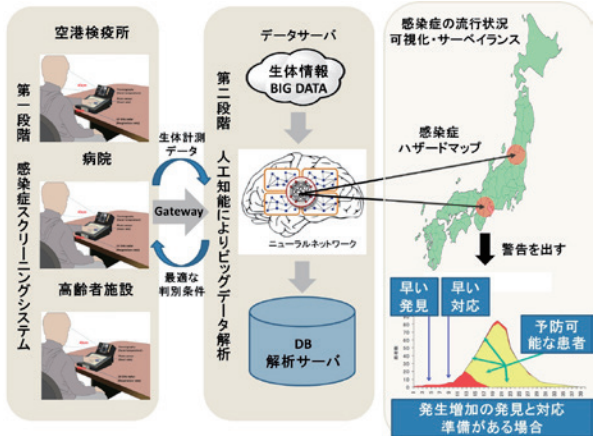 空港検疫所
第一段階 感染症スクリーニングシステム
病院
高齢者施設
生体計測
データ
Gateway
最適な
判別条件
データサーバ
第二段階 人工知能によりビッグデータ解析
生体情報
BIG DATA
ニューラルネットワーク
DB
解析サーバ
感染症の流行状況
可視化・サーベイランス
感染症
ハザードマップ
警告を出す
早い
発見
早い
対応
予防可能
な患者
発生増加の発見と対応
準備がある場合